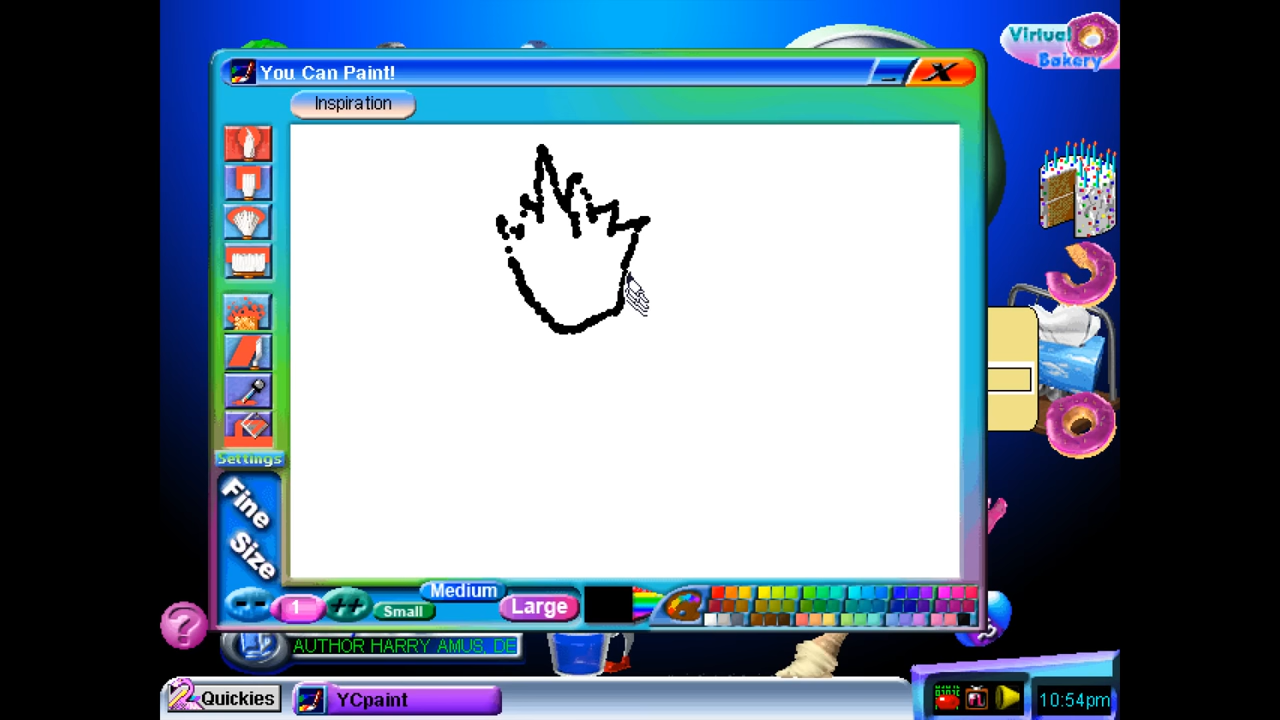 Virtual
Bakery
You Can Paint!
Inspiration
Settings
Fine
Size
1
Medium
Small
Large
AUTHOR HARRY AMUS, DE
Quickies
YCpaint
10:54pm